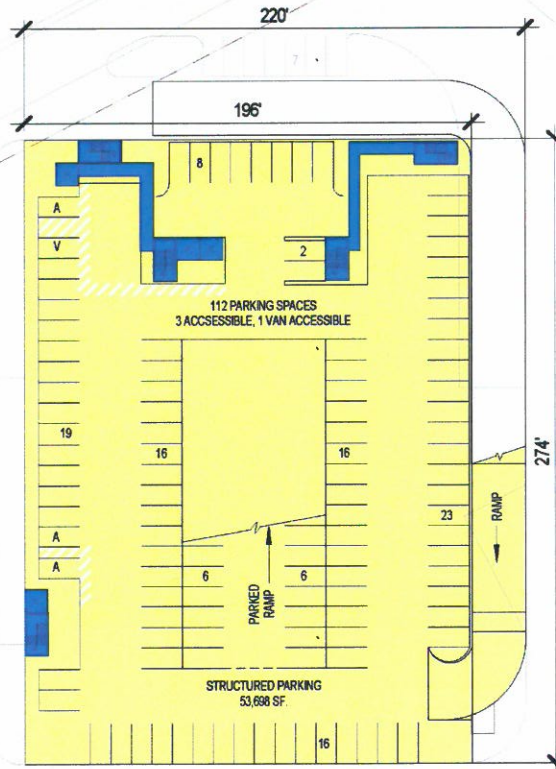 220'
7
196'
8
A
V
2
112 PARKING SPACES
3 ACCSESSIBLE, 1 VAN ACCESSIBLE
19
16
16
274'
23
RAMP
A
A
6
6
PARKED
RAMP
STRUCTURED PARKING
53,698 SF.
16